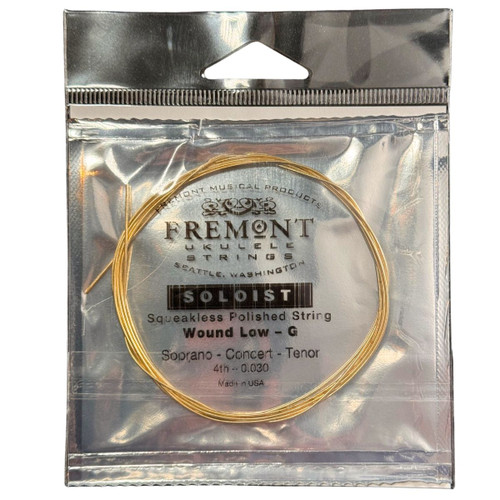 FREMONT MUSICAL PRODUCTS
FREMONT
UKULELE
STRINGS
SEATTLE, WASHINGTON
SOLOIST
Squeakless Polished String
Wound Low - G
Soprano - Concert - Tenor
4th - 0.030
Made in USA